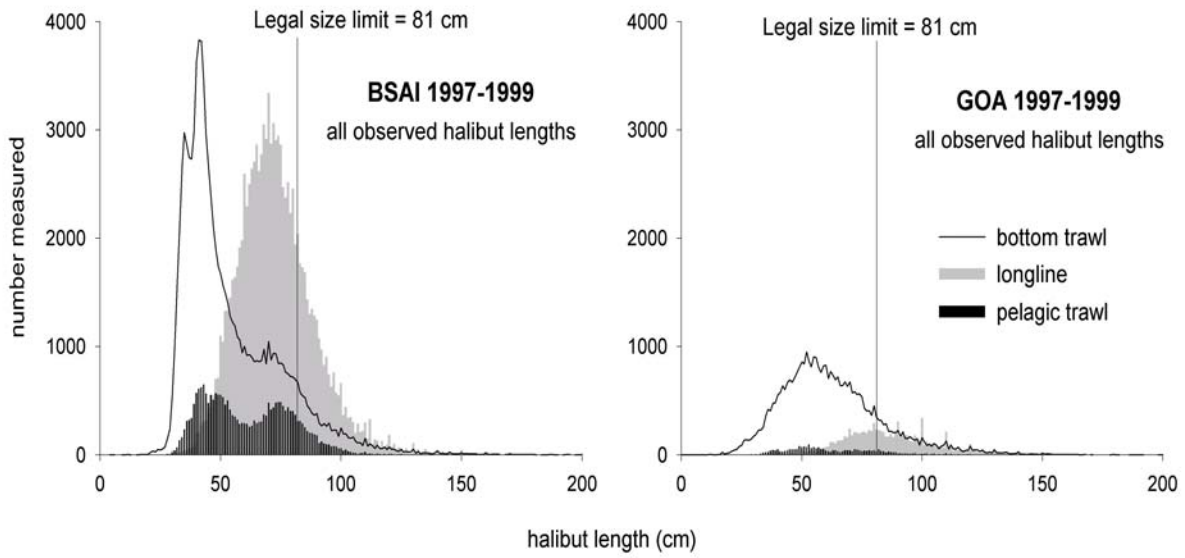 4000
3000
2000
1000
0
number measured
Legal size limit = 81 cm
BSAI 1997-1999
all observed halibut lengths
0 50 100 150 200
4000
3000
2000
1000
0
Legal size limit = 81 cm
GOA 1997-1999
all observed halibut lengths
bottom trawl
longline
pelagic trawl
0 50 100 150 200
halibut length (cm)